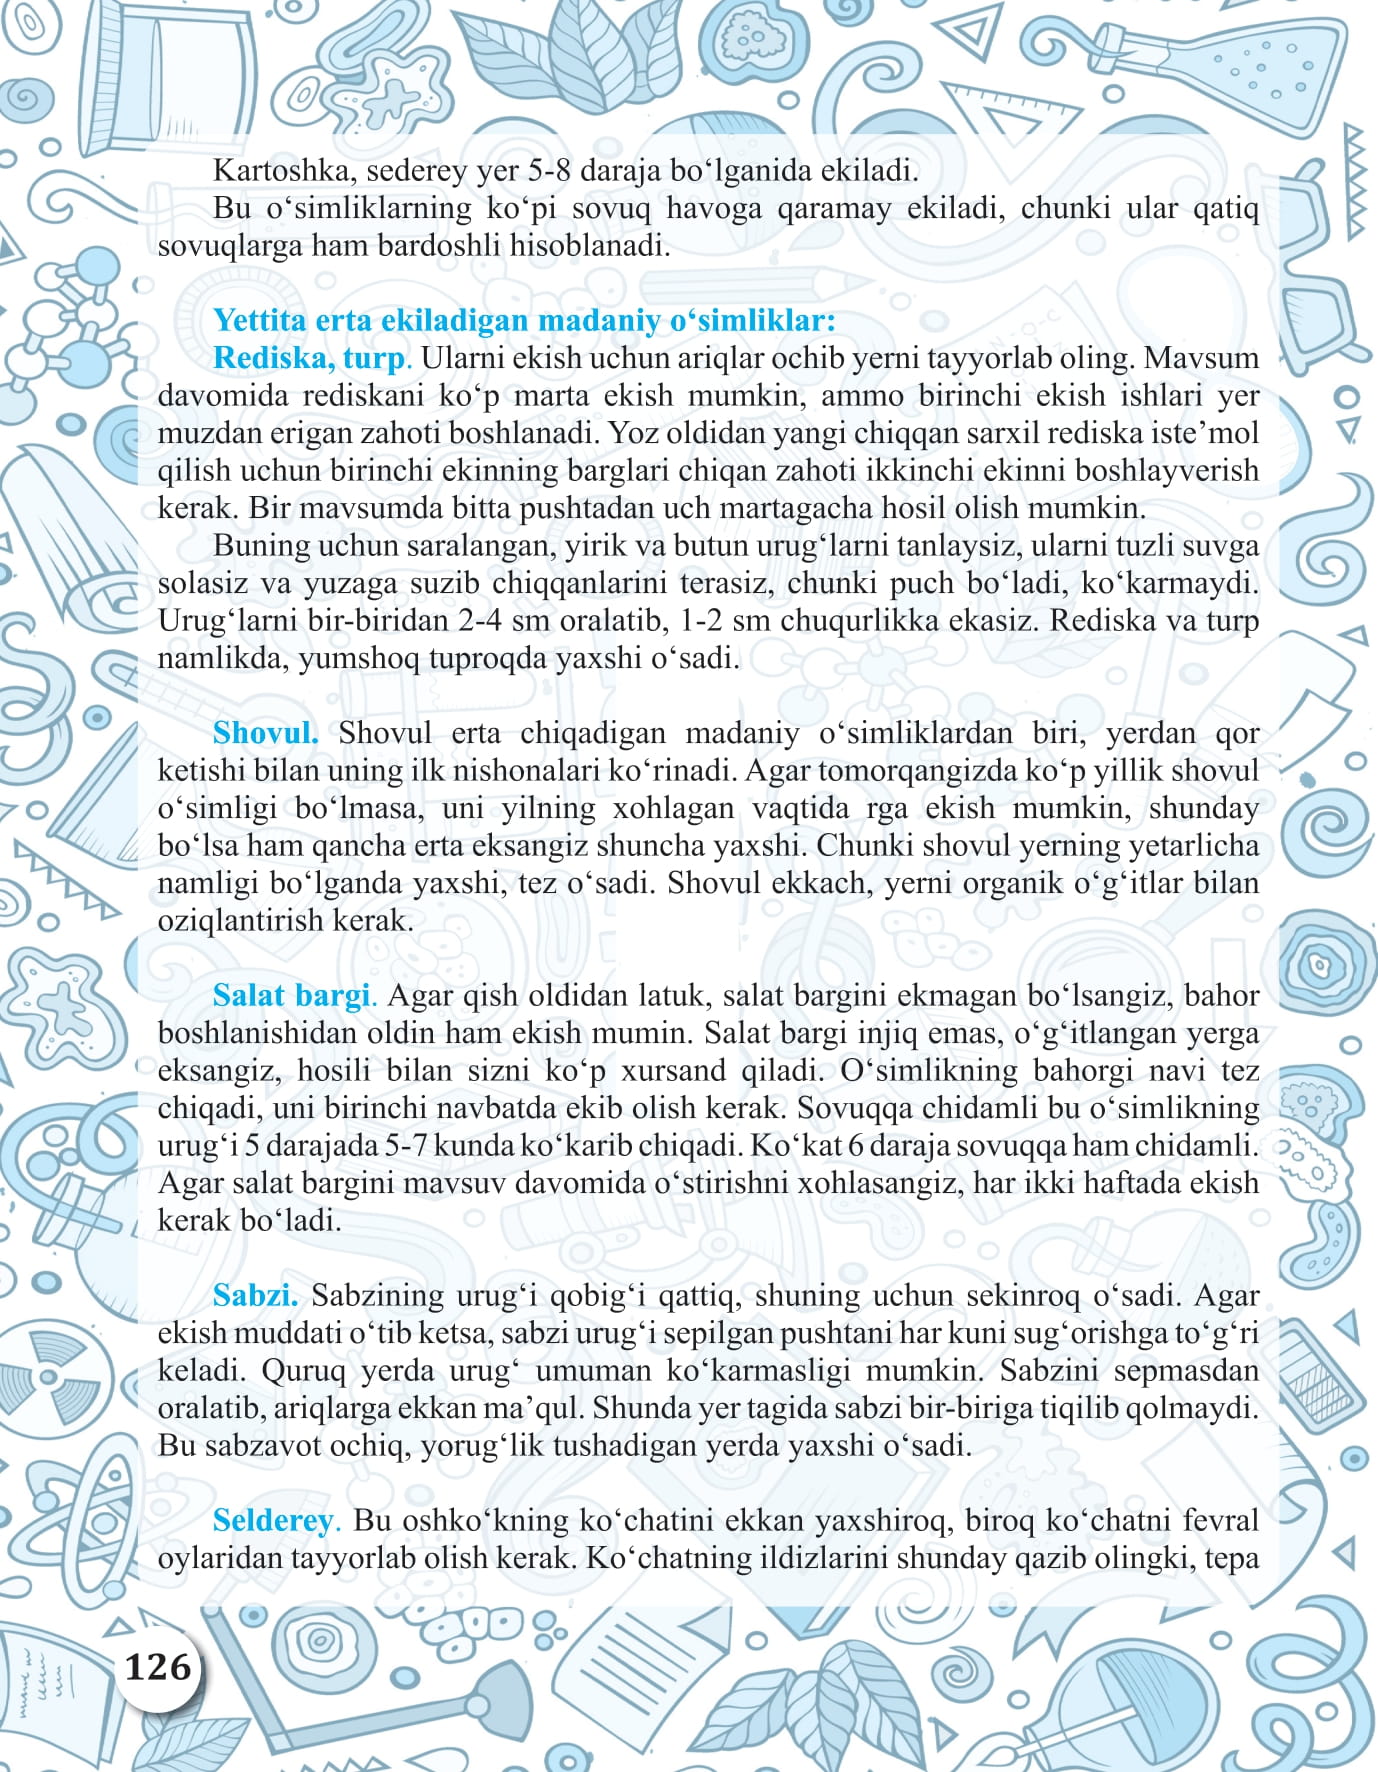 Kartoshka, sederey yer 5-8 daraja bo‘lganida ekiladi.
Bu o‘simliklarning ko‘pi sovuq havoga qaramay ekiladi, chunki ular qatiq
sovuqlarga ham bardoshli hisoblanadi.
Yettita erta ekiladigan madaniy o‘simliklar:
Rediska, turp. Ularni ekish uchun ariqlar ochib yerni tayyorlab oling. Mavsum
davomida rediskani ko‘p marta ekish mumkin, ammo birinchi ekish ishlari yer
muzdan erigan zahoti boshlanadi. Yoz oldidan yangi chiqqan sarxil rediska iste’mol
qilish uchun birinchi ekinning barglari chiqan zahoti ikkinchi ekinni boshlayverish
kerak. Bir mavsumda bitta pushtadan uch martagacha hosil olish mumkin.
Buning uchun saralangan, yirik va butun urug‘larni tanlaysiz, ularni tuzli suvga
solasiz va yuzaga suzib chiqqanlarini terasiz, chunki puch bo‘ladi, ko‘karmaydi.
Urug‘larni bir-biridan 2-4 sm oralatib, 1-2 sm chuqurlikka ekasiz. Rediska va turp
namlikda, yumshoq tuproqda yaxshi o‘sadi.
Shovul. Shovul erta chiqadigan madaniy o‘simliklardan biri, yerdan qor
ketishi bilan uning ilk nishonalari ko‘rinadi. Agar tomorqangizda ko‘p yillik shovul
o‘simligi bo‘lmasa, uni yilning xohlagan vaqtida rga ekish mumkin, shunday
bo‘lsa ham qancha erta eksangiz shuncha yaxshi. Chunki shovul yerning yetarlicha
namligi bo‘lganda yaxshi, tez o‘sadi. Shovul ekkach, yerni organik o‘g‘itlar bilan
oziqlantirish kerak.
Salat bargi. Agar qish oldidan latuk, salat bargini ekmagan bo‘lsangiz, bahor
boshlanishidan oldin ham ekish mumin. Salat bargi injiq emas, o‘g‘itlangan yerga
eksangiz, hosili bilan sizni ko‘p xursand qiladi. O‘simlikning bahorgi navi tez
chiqadi, uni birinchi navbatda ekib olish kerak. Sovuqqa chidamli bu o‘simlikning
urug‘i 5 darajada 5-7 kunda ko‘karib chiqadi. Ko‘kat 6 daraja sovuqqa ham chidamli.
Agar salat bargini mavsuv davomida o‘stirishni xohlasangiz, har ikki haftada ekish
kerak bo‘ladi.
Sabzi. Sabzining urug‘i qobig‘i qattiq, shuning uchun sekinroq o‘sadi. Agar
ekish muddati o‘tib ketsa, sabzi urug‘i sepilgan pushtani har kuni sug‘orishga to‘g‘ri
keladi. Quruq yerda urug‘ umuman ko‘karmasligi mumkin. Sabzini sepmasdan
oralatib, ariqlarga ekkan ma’qul. Shunda yer tagida sabzi bir-biriga tiqilib qolmaydi.
Bu sabzavot ochiq, yorug‘lik tushadigan yerda yaxshi o‘sadi.
Selderey. Bu oshko‘kning ko‘chatini ekkan yaxshiroq, biroq ko‘chatni fevral
oylaridan tayyorlab olish kerak. Ko‘chatning ildizlarini shunday qazib olingki, tepa
126